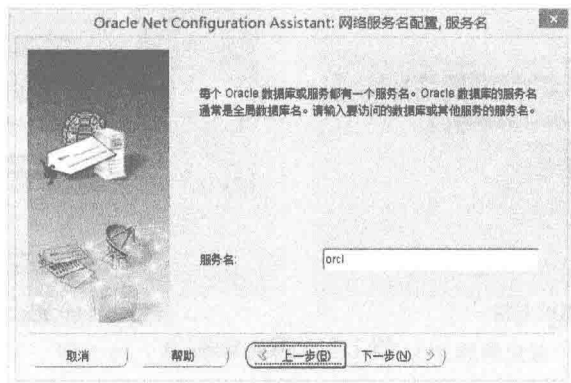 Oracle Net Configuration Assistant: 网络服务名配置, 服务名
每个 Oracle 数据库或服务都有一个服务名。Oracle 数据库的服务名
通常是全局数据库名。请输入要访问的数据库或其他服务的服务名。
服务名:
orcl
取消
帮助
上一步(B)
下一步(N)